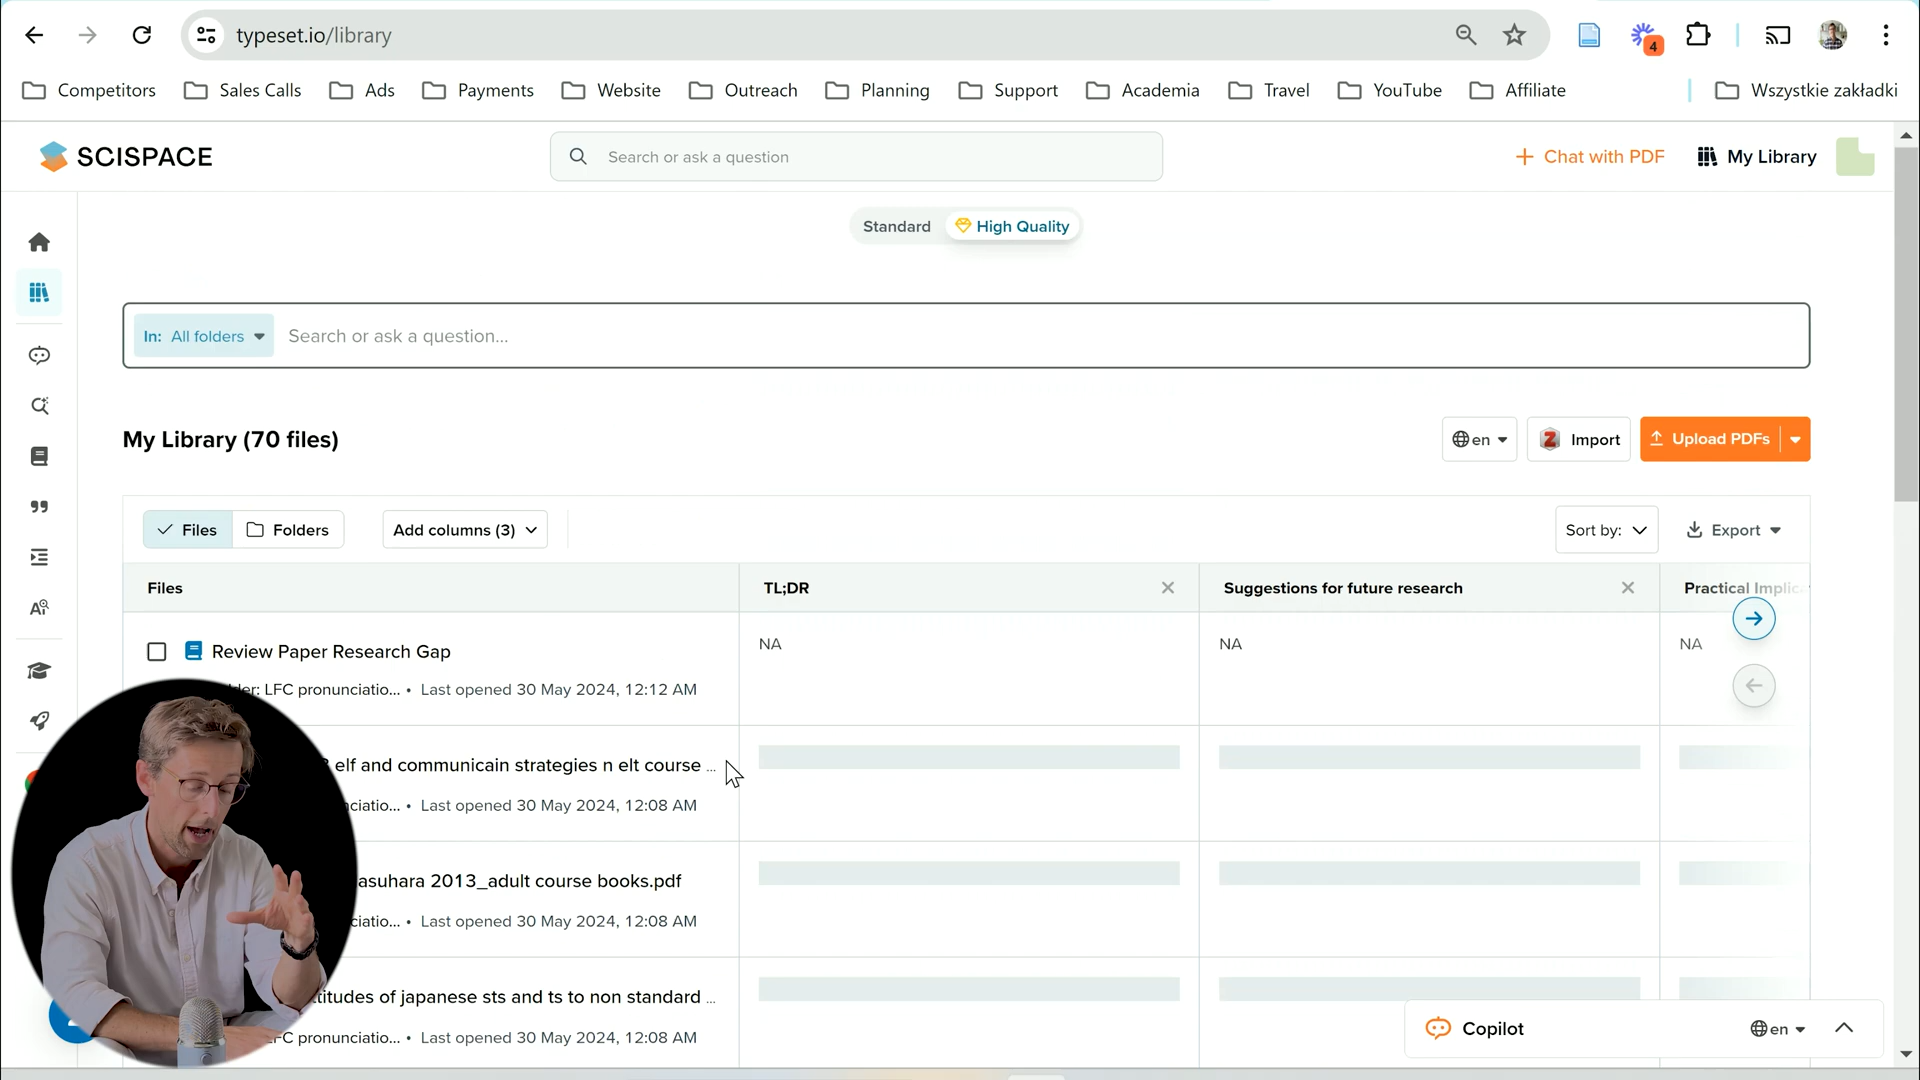 typeset.io/library
4
Competitors Sales Calls Ads Payments Website Outreach Planning Support Academia Travel YouTube Affiliate Wszystkie zakładki
SCISPACE
Search or ask a question
+ Chat with PDF
My Library
Standard High Quality
In: All folders Search or ask a question...
My Library (70 files)
en
Z Import
Upload PDFs
Files Folders Add columns (3) Sort by: Export
Files TL;DR Suggestions for future research Practical Implic
Review Paper Research Gap NA NA NA
LFC pronunciatio... • Last opened 30 May 2024, 12:12 AM
elf and communicain strategies n elt course ...
nciatio... • Last opened 30 May 2024, 12:08 AM
asuhara 2013_adult course books.pdf
ciatio... • Last opened 30 May 2024, 12:08 AM
titudes of japanese sts and ts to non standard ...
FC pronunciatio... • Last opened 30 May 2024, 12:08 AM
Copilot en